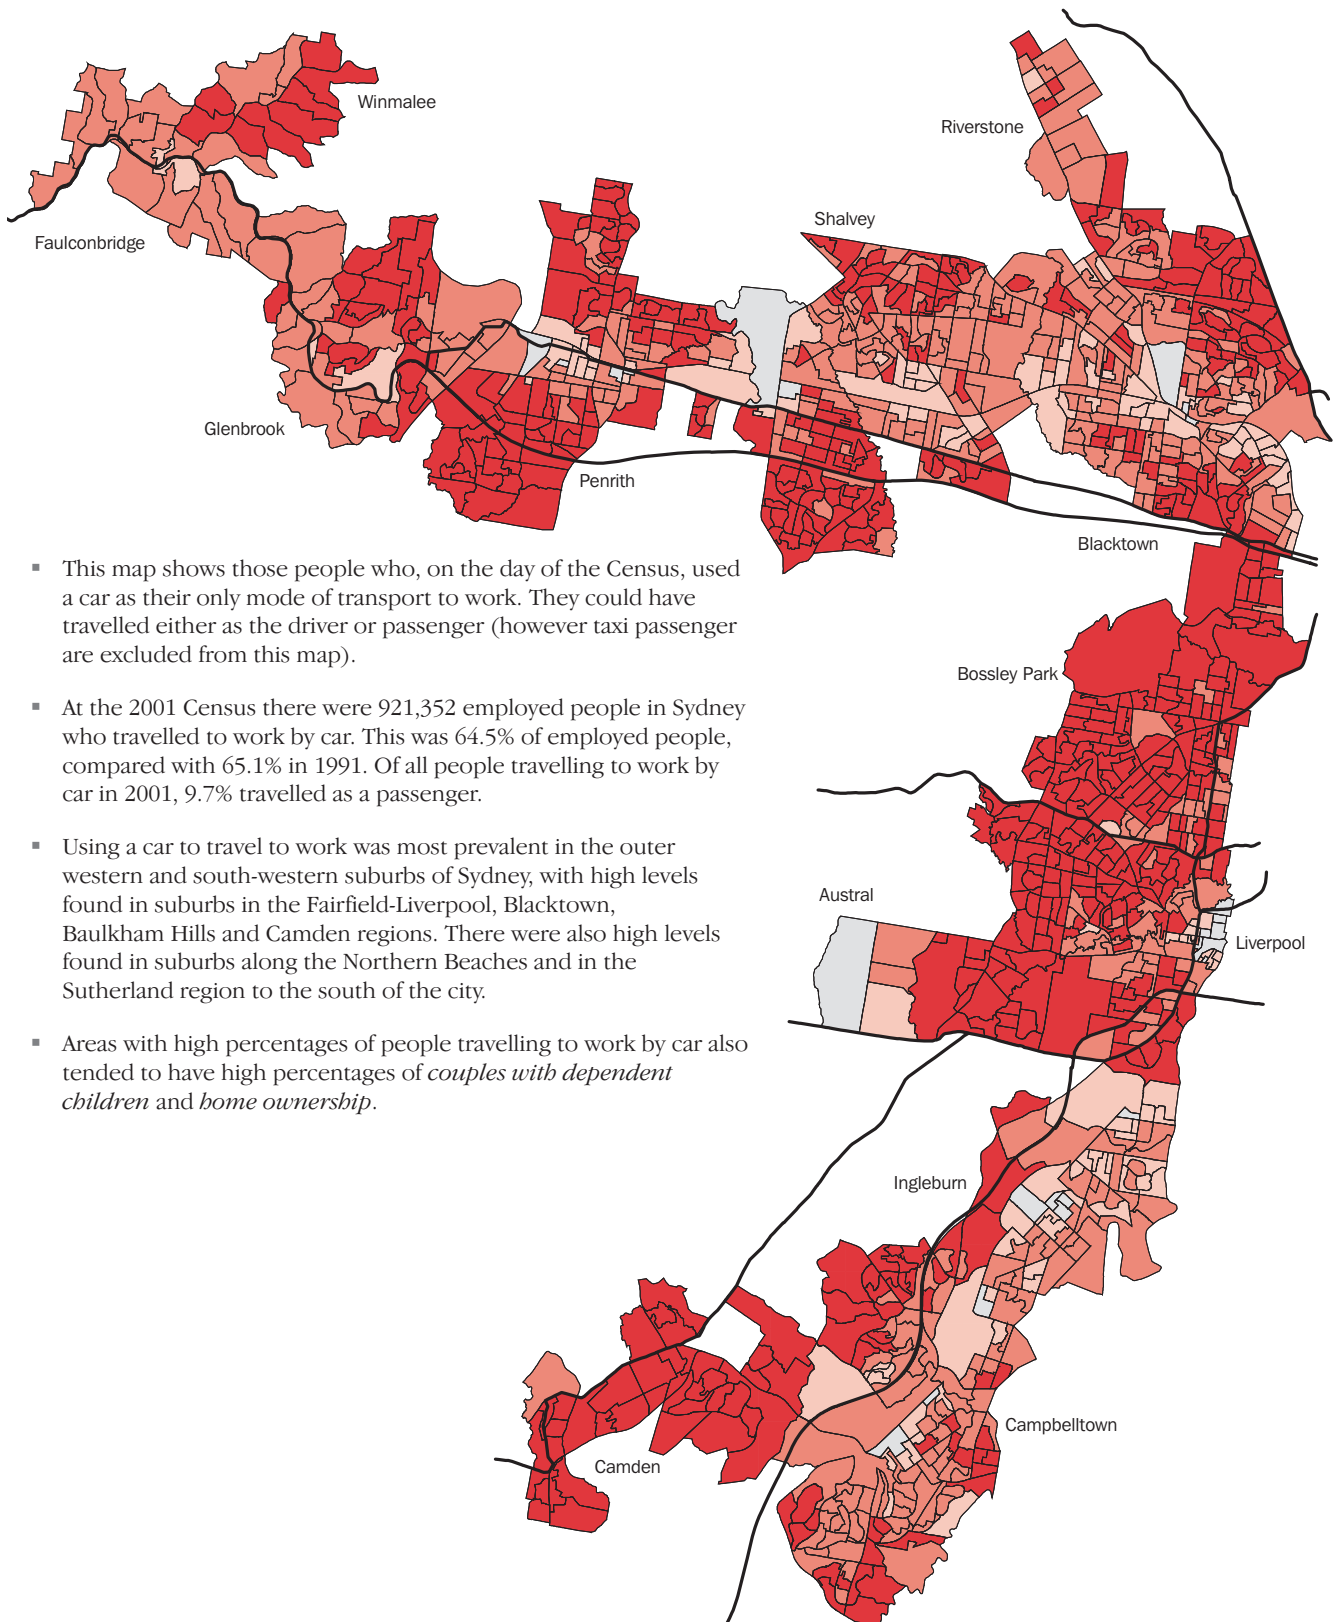 Winmalee
Riverstone
Shalvey
Faulconbridge
Glenbrook
Penrith
Blacktown
▪ This map shows those people who, on the day of the Census, used
a car as their only mode of transport to work. They could have
travelled either as the driver or passenger (however taxi passenger
are excluded from this map).
▪ At the 2001 Census there were 921,352 employed people in Sydney
who travelled to work by car. This was 64.5% of employed people,
compared with 65.1% in 1991. Of all people travelling to work by
car in 2001, 9.7% travelled as a passenger.
▪ Using a car to travel to work was most prevalent in the outer
western and south-western suburbs of Sydney, with high levels
found in suburbs in the Fairfield-Liverpool, Blacktown,
Baulkham Hills and Camden regions. There were also high levels
found in suburbs along the Northern Beaches and in the
Sutherland region to the south of the city.
▪ Areas with high percentages of people travelling to work by car also
tended to have high percentages of couples with dependent
children and home ownership.
Bossley Park
Austral
Liverpool
Ingleburn
Campbelltown
Camden